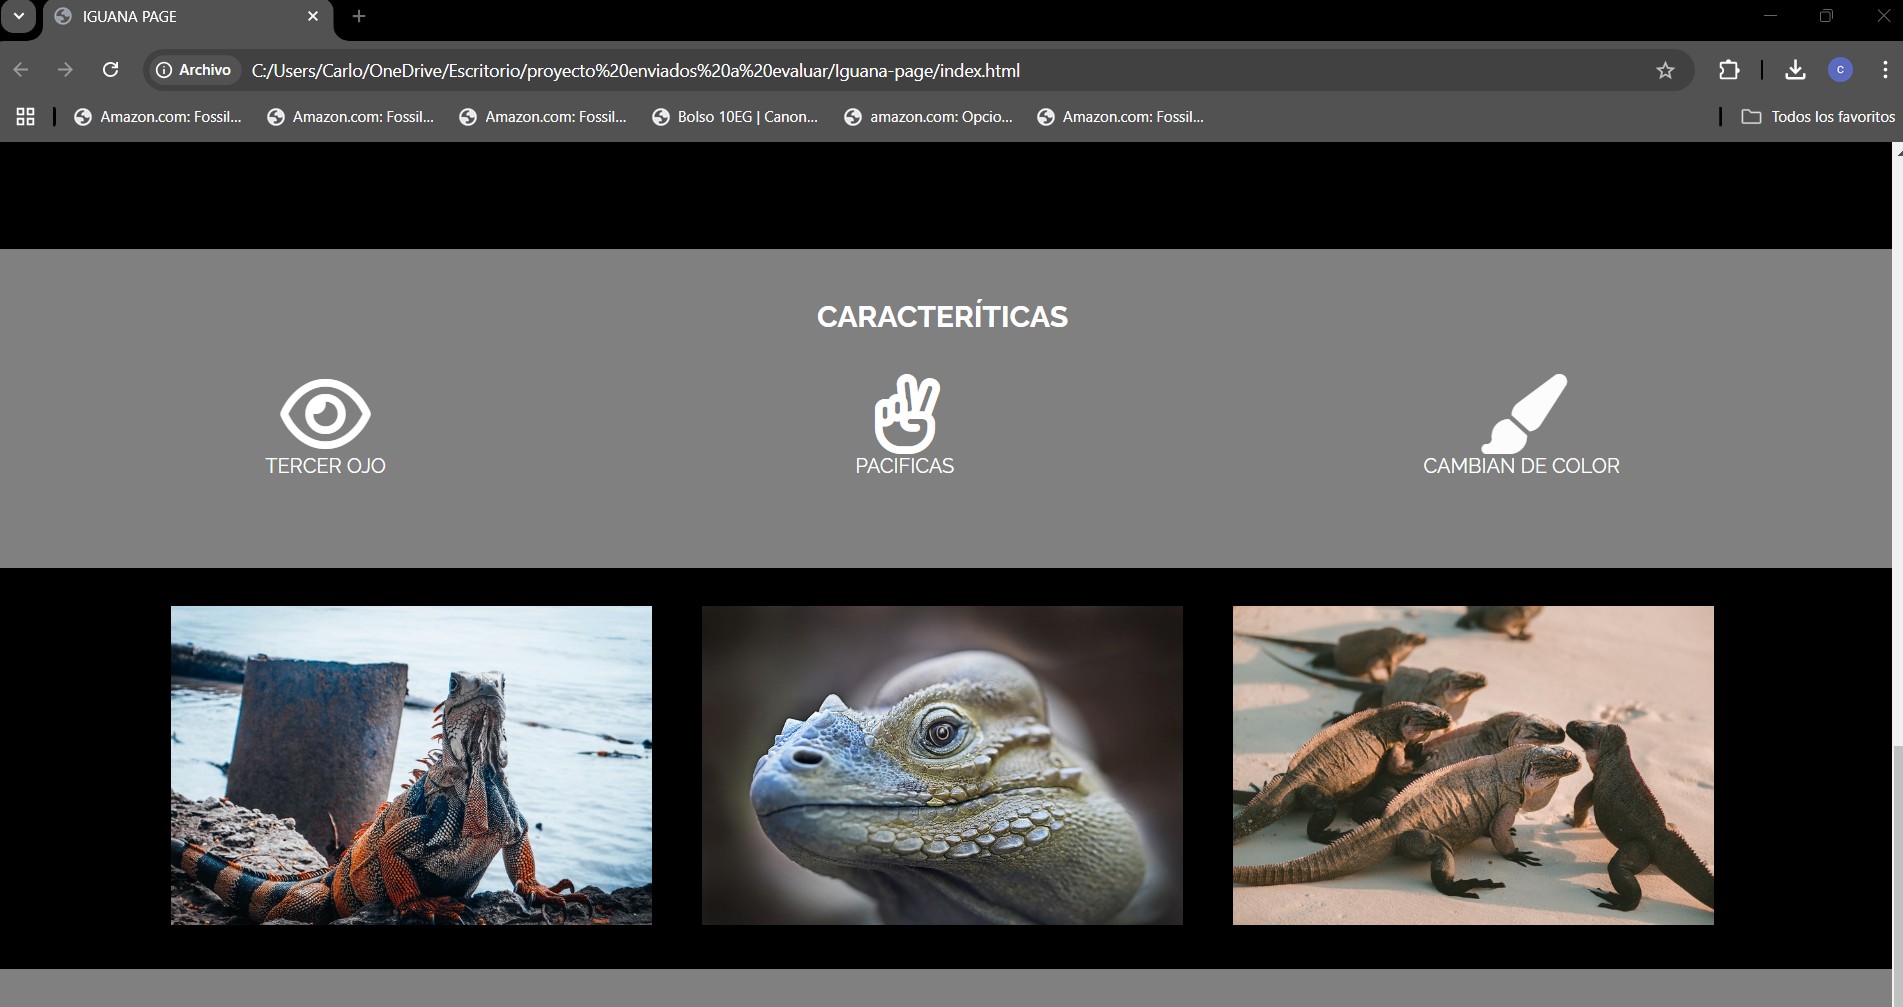 IGUANA PAGE
Archivo C:/Users/Carlo/OneDrive/Escritorio/proyecto%20enviados%20a%20evaluar/Iguana-page/index.html
C
Amazon.com: Fossil... Amazon.com: Fossil... Amazon.com: Fossil... Bolso 10EG | Canon... amazon.com: Opcio... Amazon.com: Fossil... Todos los favoritos
CARACTERÍTICAS
TERCER OJO PACIFICAS CAMBIAN DE COLOR